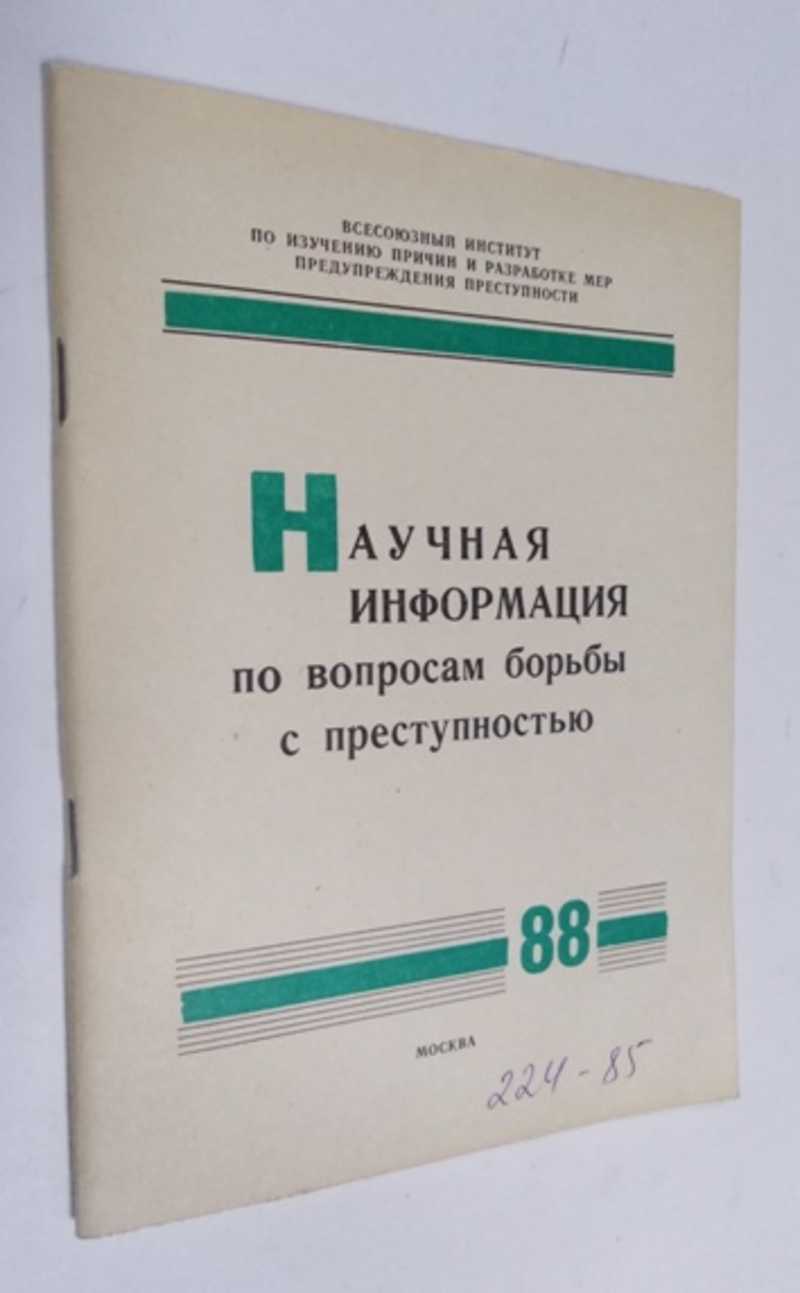 ВСЕСОЮЗНЫЙ ИНСТИТУТ
ПО ИЗУЧЕНИЮ ПРИЧИН И РАЗРАБОТКЕ МЕР
ПРЕДУПРЕЖДЕНИЯ ПРЕСТУПНОСТИ
НАУЧНАЯ
ИНФОРМАЦИЯ
по вопросам борьбы
с преступностью
88
МОСКВА
224-85